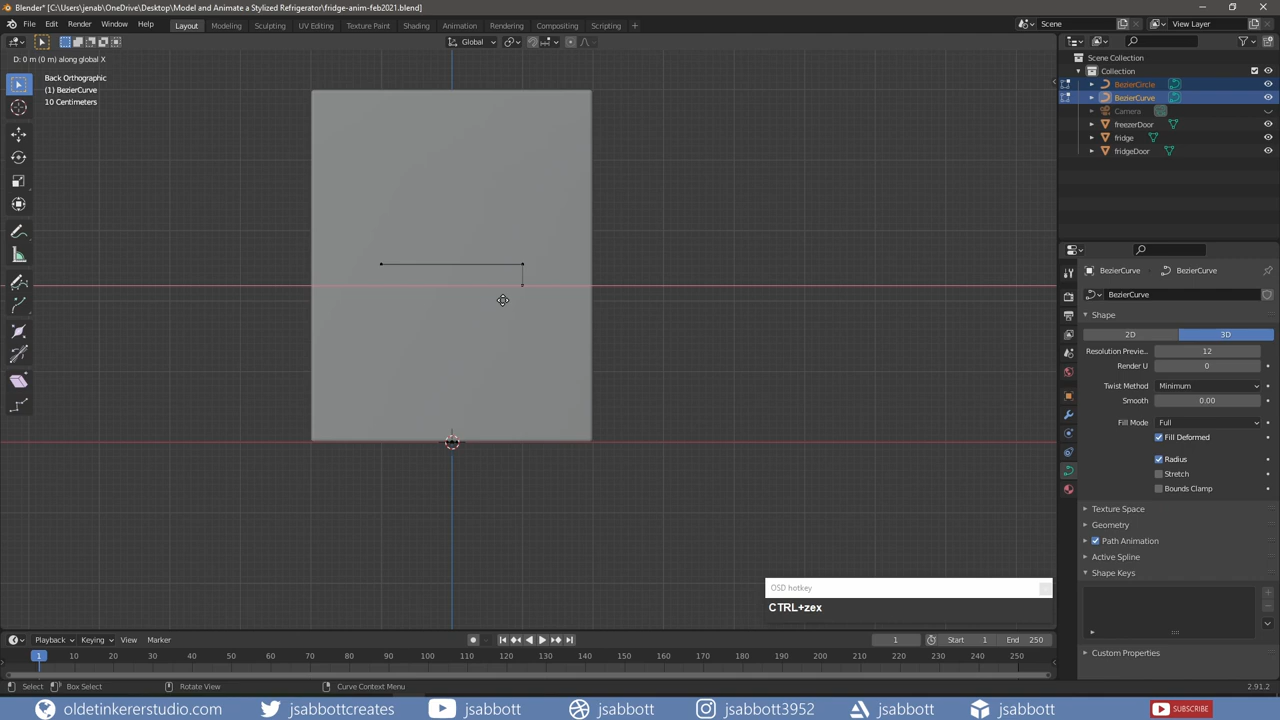 Blender* [C:\Users\jenab\OneDrive\Desktop\Model and Animate a Stylized Refrigerator\fridge-anim-feb2021.blend]
File Edit Render Window Help Layout Modeling Sculpting UV Editing Texture Paint Shading Animation Rendering Compositing Scripting + Scene View Layer
Global
D: 0 m (0 m) along global X
Back Orthographic
(1) BezierCurve
10 Centimeters
Scene Collection
Collection
BezierCircle
BezierCurve
Camera
freezerDoor
fridge
fridgeDoor
BezierCurve BezierCurve
BezierCurve
Shape
2D 3D
Resolution Previe... 12
Render U 0
Twist Method Minimum
Smooth 0.00
Fill Mode Full
Fill Deformed
Radius
Stretch
Bounds Clamp
Texture Space
Geometry
Path Animation
Active Spline
Shape Keys
Custom Properties
OSD hotkey
CTRL+zex
Playback Keying View Marker 1 Start 1 End 250
1 10 20 30 40 50 60 70 80 90 100 110 120 130 140 150 160 170 180 190 200 210 220 230 240 250
Select Box Select Rotate View Curve Context Menu 2.91.2
oldetinkererstudio.com jsabbottcreates jsabbott jsabbott jsabbott3952 jsabbott jsabbott SUBSCRIBE